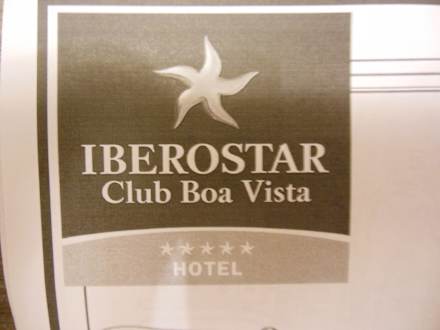 IBEROSTAR
Club Boa Vista
★★★★★
HOTEL